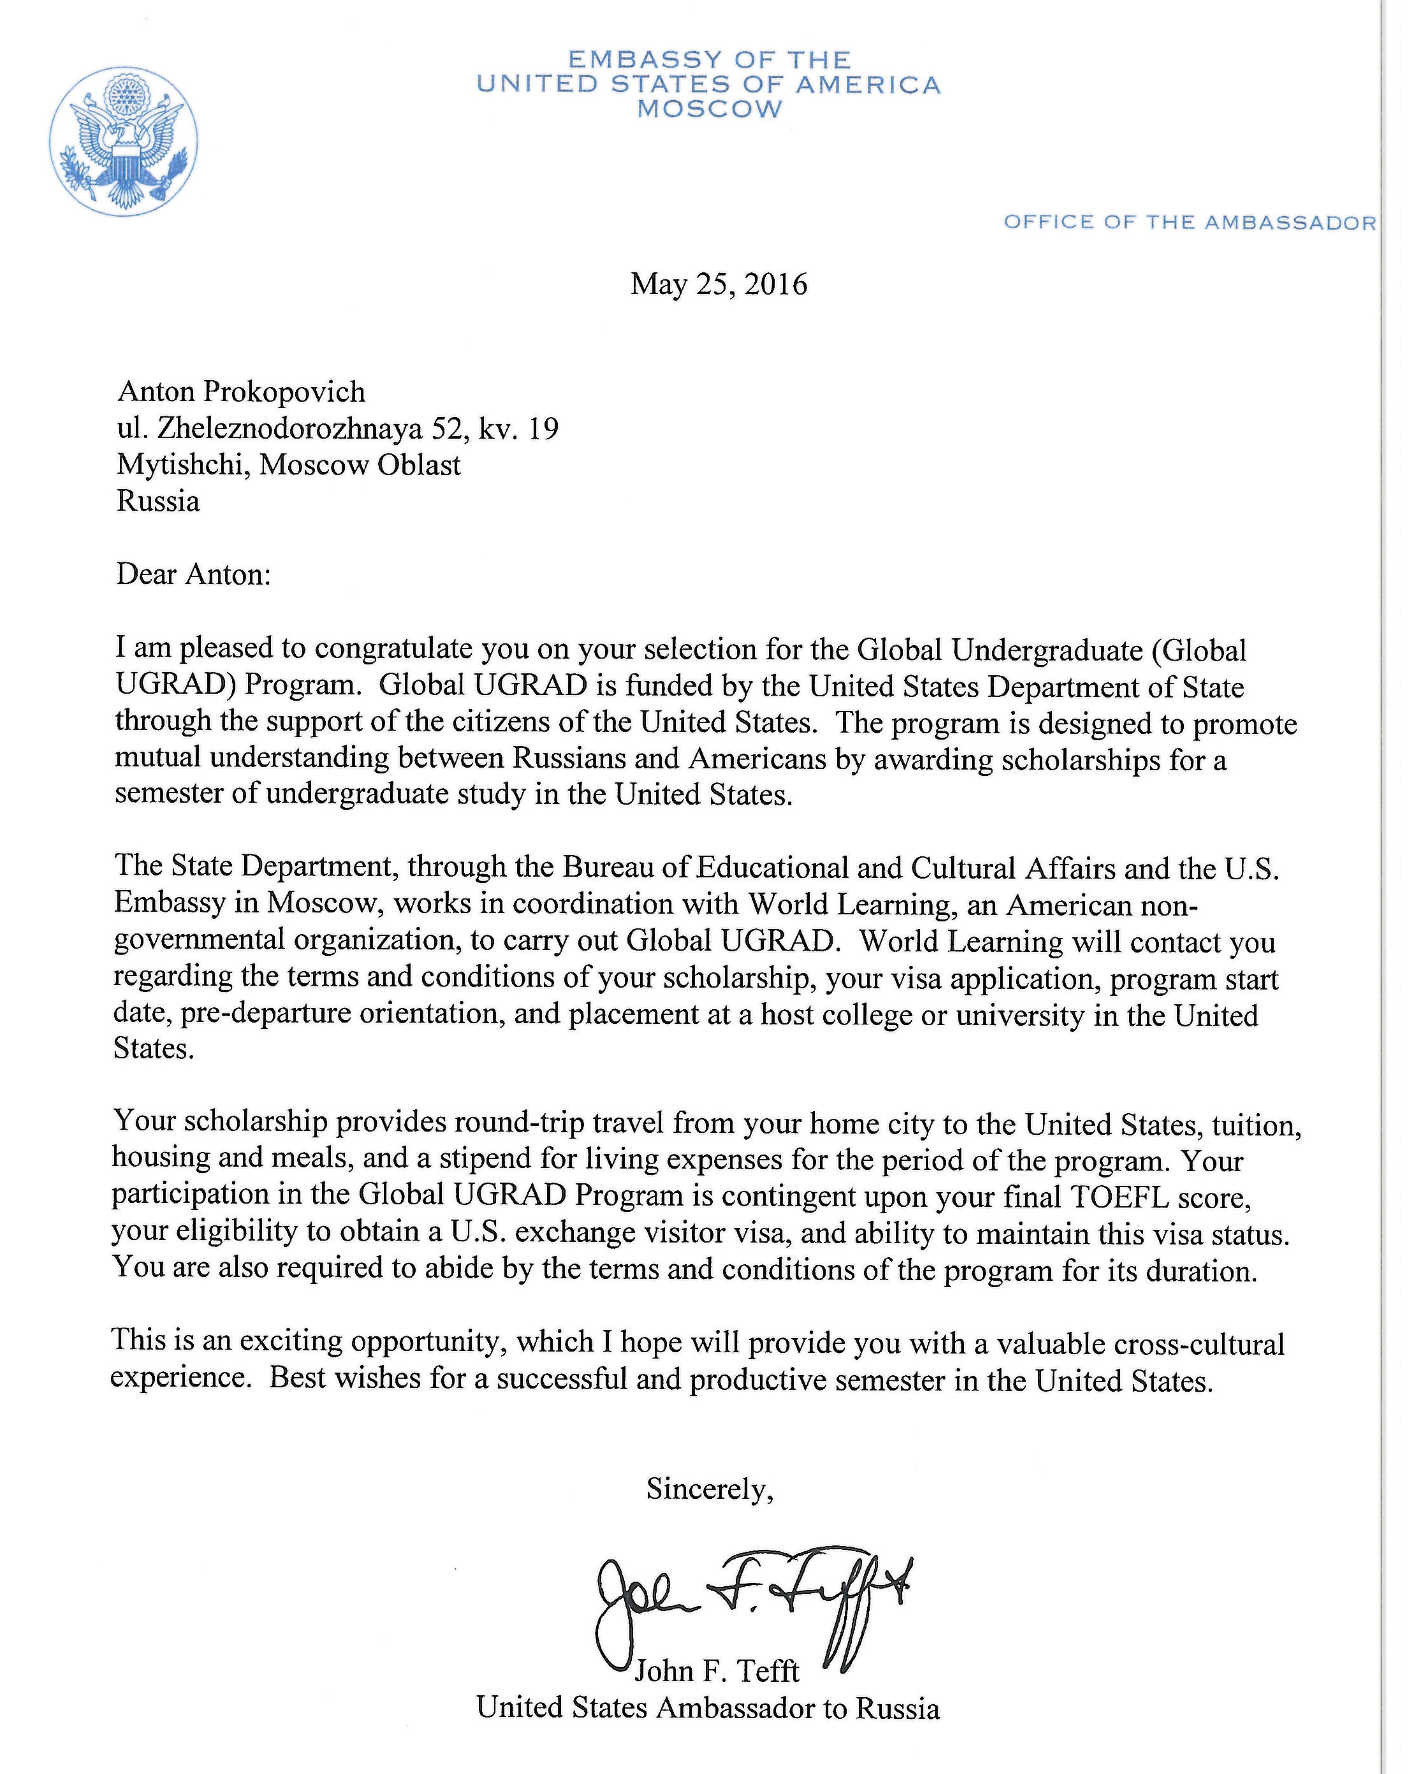 EMBASSY OF THE
UNITED STATES OF AMERICA
MOSCOW
OFFICE OF THE AMBASSADOR
May 25, 2016
Anton Prokopovich
ul. Zheleznodorozhnaya 52, kv. 19
Mytishchi, Moscow Oblast
Russia
Dear Anton:
I am pleased to congratulate you on your selection for the Global Undergraduate (Global
UGRAD) Program.  Global UGRAD is funded by the United States Department of State
through the support of the citizens of the United States.  The program is designed to promote
mutual understanding between Russians and Americans by awarding scholarships for a
semester of undergraduate study in the United States.
The State Department, through the Bureau of Educational and Cultural Affairs and the U.S.
Embassy in Moscow, works in coordination with World Learning, an American non-
governmental organization, to carry out Global UGRAD.  World Learning will contact you
regarding the terms and conditions of your scholarship, your visa application, program start
date, pre-departure orientation, and placement at a host college or university in the United
States.
Your scholarship provides round-trip travel from your home city to the United States, tuition,
housing and meals, and a stipend for living expenses for the period of the program. Your
participation in the Global UGRAD Program is contingent upon your final TOEFL score,
your eligibility to obtain a U.S. exchange visitor visa, and ability to maintain this visa status.
You are also required to abide by the terms and conditions of the program for its duration.
This is an exciting opportunity, which I hope will provide you with a valuable cross-cultural
experience.  Best wishes for a successful and productive semester in the United States.
Sincerely,
John F. Tefft
John F. Tefft
United States Ambassador to Russia